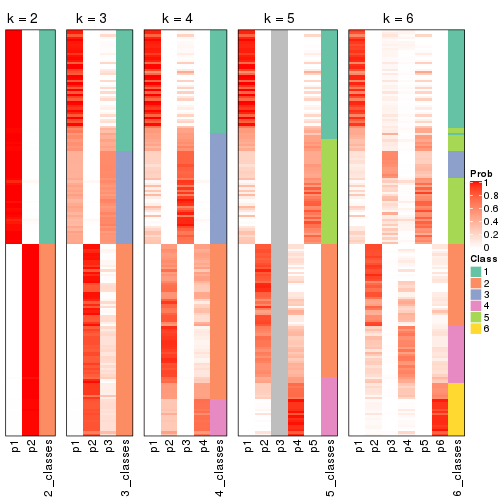 k = 2
k = 3
k = 4
k = 5
k = 6
Prob
1
0.8
0.6
0.4
0.2
0
Class
1
2
3
4
5
6
p1
p2
2_classes
p1
p2
p3
3_classes
p1
p2
p3
p4
4_classes
p1
p2
p3
p4
p5
5_classes
p1
p2
p3
p4
p5
p6
6_classes